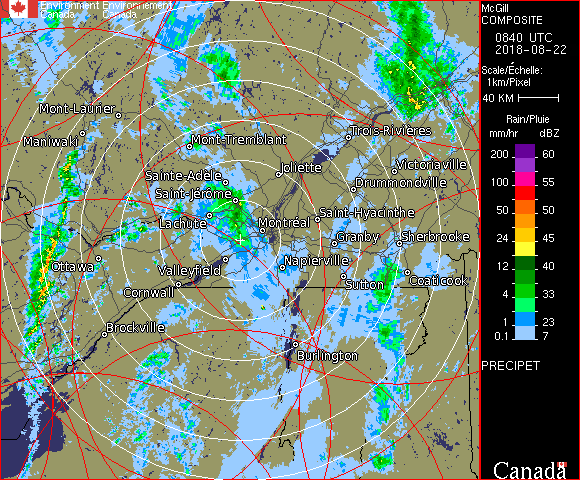 Environment Environnement
Canada Canada
Mont-Laurier
Maniwaki
Mont-Tremblant
Trois-Rivières
Joliette
Victoriaville
Sainte-Adèle
Drummondville
Saint-Jérôme
Lachute
Montréal
Saint-Hyacinthe
Granby
Sherbrooke
Ottawa
Valleyfield
Napierville
Cornwall
Sutton
Coaticook
Brockville
Burlington
McGill
COMPOSITE
0840 UTC
2018-08-22
Scale/Échelle:
1km/Pixel
40 KM
Rain/Pluie
mm/hr dBZ
200 60
100 55
50 50
24 45
12 40
4 33
1 23
0.1 7
PRECIPET
Canada